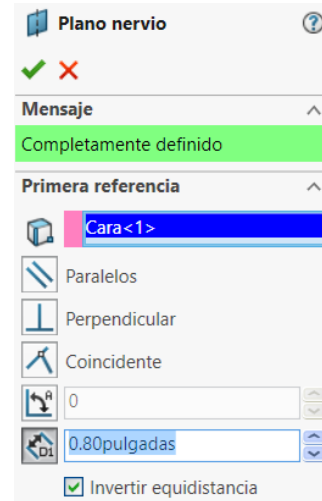 Plano nervio
Mensaje
Completamente definido
Primera referencia
Cara<1>
Paralelos
Perpendicular
Coincidente
0
0.80pulgadas
Invertir equidistancia